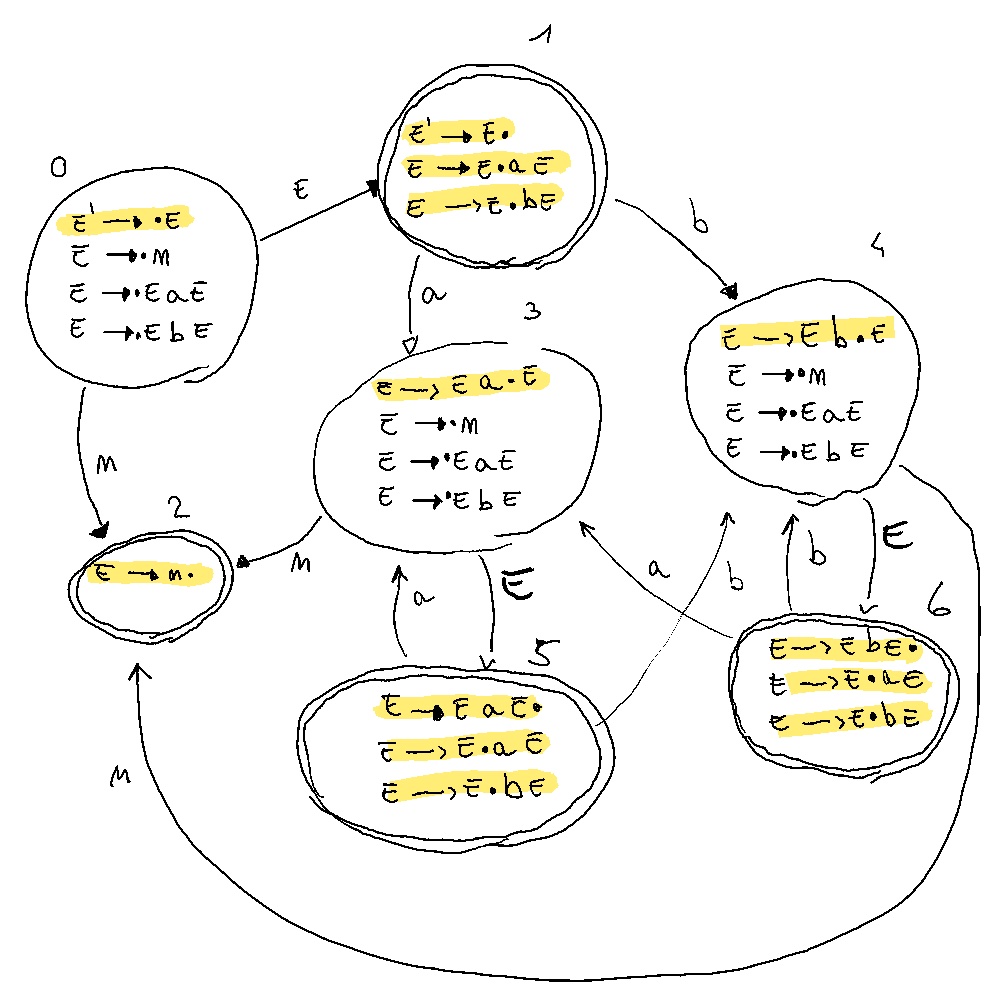 1
E' → E•
E → E•aE
E → E•bE
0
E' → •E
E → •n
E → •EaE
E → •EbE
E
b
4
a
3
E → Eb•E
E → •n
E → •EaE
E → •EbE
E → Ea•E
E → •n
E → •EaE
E → •EbE
n
2
E → n•
n
a
E
5
a
b
b
E
6
E → EbE•
E → E•aE
E → E•bE
E → EaE•
E → E•aE
E → E•bE
n